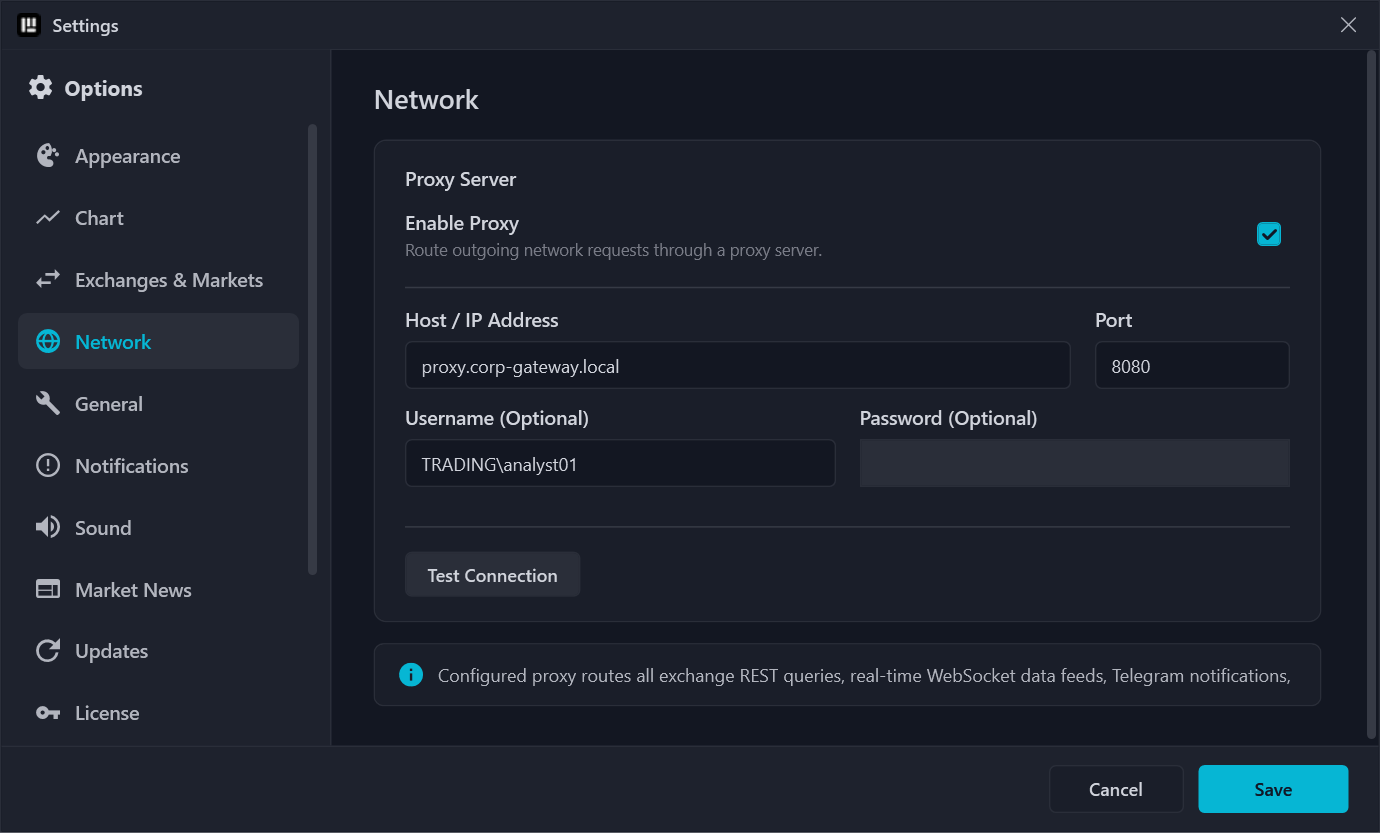 Settings
Options
Appearance
Chart
Exchanges & Markets
Network
General
Notifications
Sound
Market News
Updates
License
Network
Proxy Server
Enable Proxy
Route outgoing network requests through a proxy server.
Host / IP Address
Port
proxy.corp-gateway.local
8080
Username (Optional)
Password (Optional)
TRADING\analyst01
Test Connection
Configured proxy routes all exchange REST queries, real-time WebSocket data feeds, Telegram notifications,
Cancel
Save